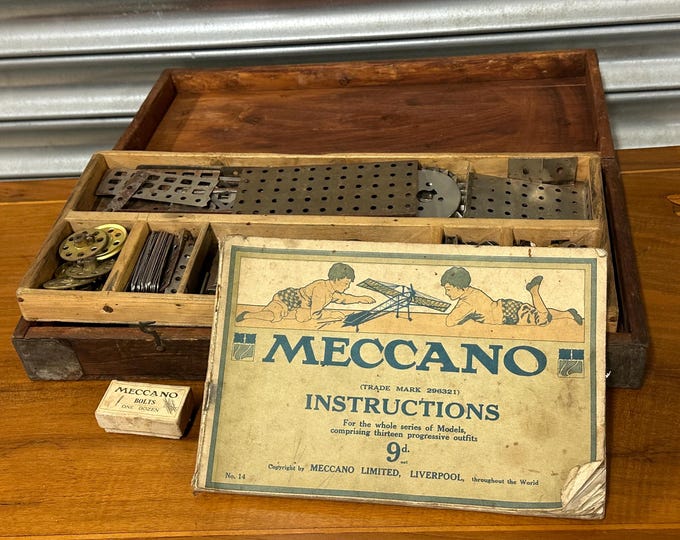 MECCANO
(TRADE MARK 296321)
INSTRUCTIONS
For the whole series of Models,
comprising thirteen progressive outfits
9d.
net
Copyright by MECCANO LIMITED, LIVERPOOL, throughout the World
No. 14
MECCANO
BOLTS
ONE DOZEN